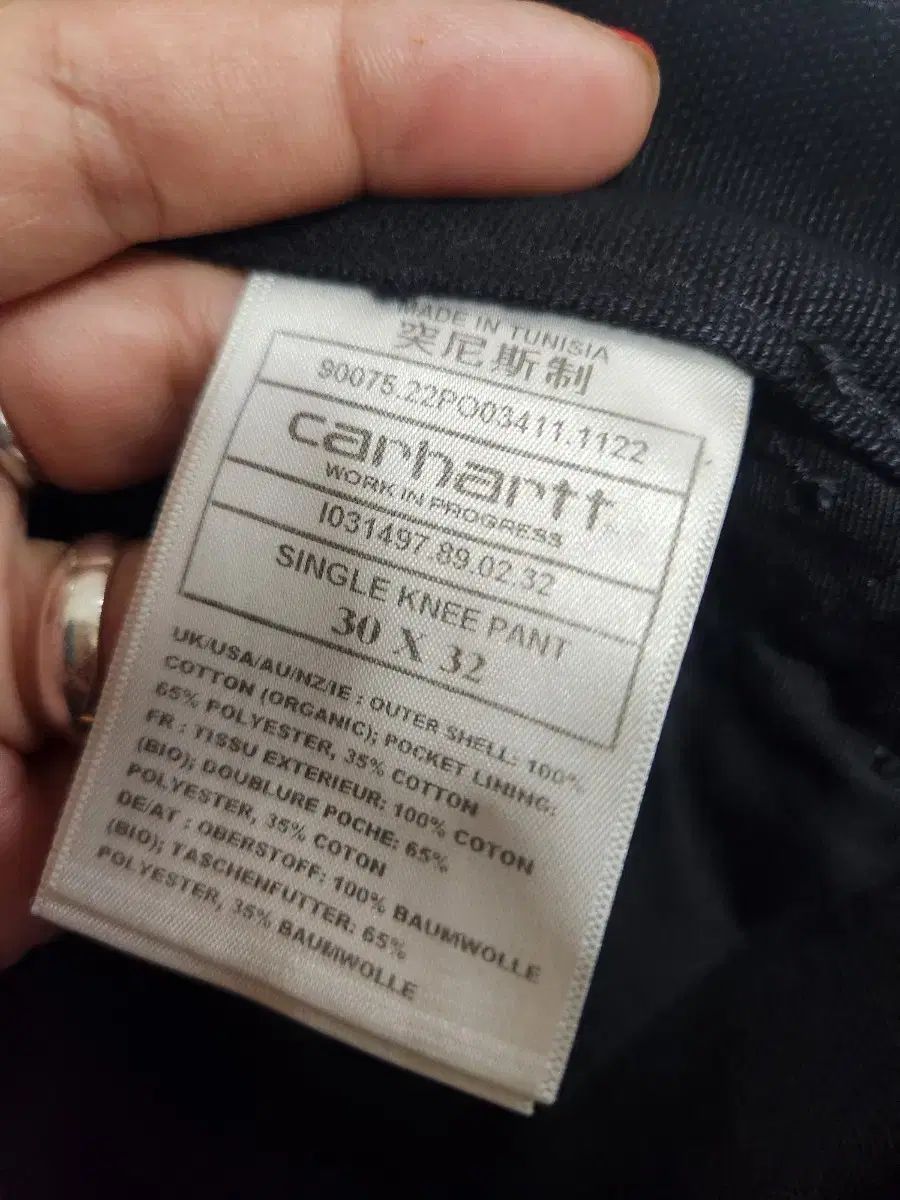 MADE IN TUNISIA
突尼斯制
90075.22PO03411.1122
carhartt
WORK IN PROGRESS
I031497.89.02.32
SINGLE KNEE PANT
30 X 32
UK/USA/AU/NZ/IE : OUTER SHELL: 100%
COTTON (ORGANIC); POCKET LINING:
65% POLYESTER, 35% COTTON
FR : TISSU EXTERIEUR: 100% COTON
(BIO); DOUBLURE POCHE: 65%
POLYESTER, 35% COTON
DE/AT : OBERSTOFF: 100% BAUMWOLLE
(BIO); TASCHENFUTTER: 65%
POLYESTER, 35% BAUMWOLLE